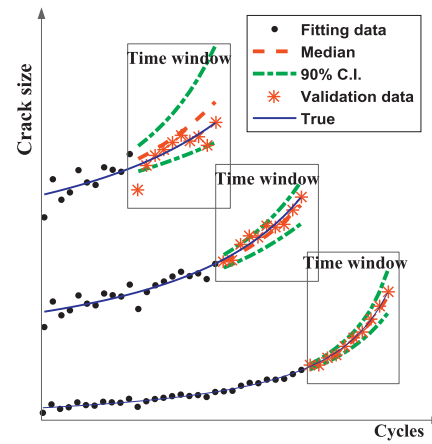 Crack size
Fitting data
Median
90% C.I.
Validation data
True
Time window
Time window
Time window
Cycles